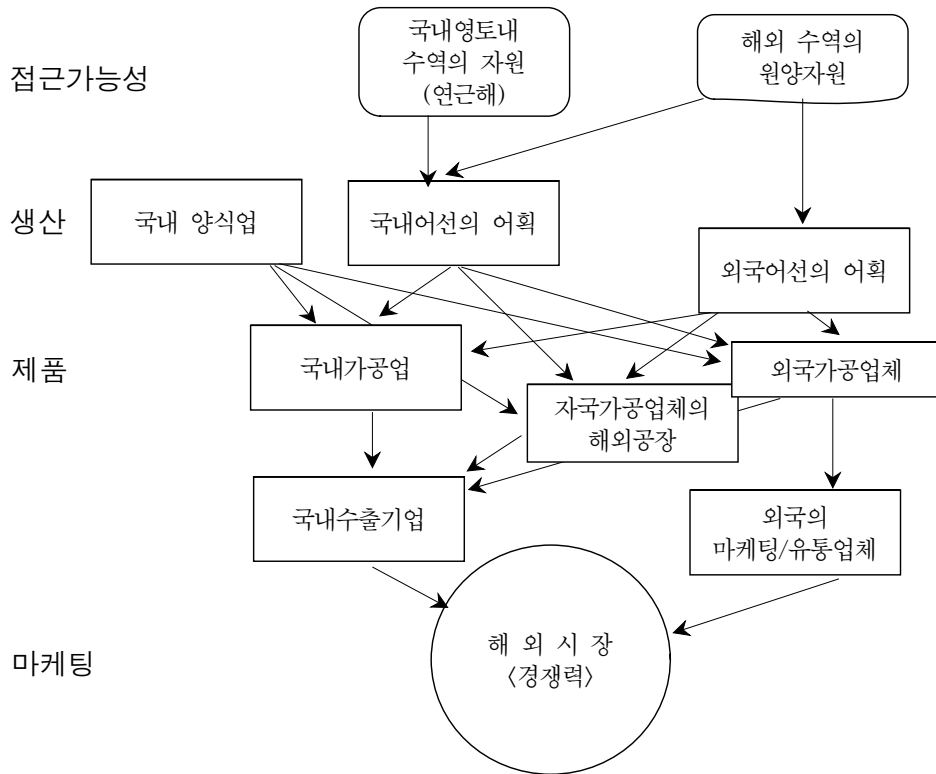 국내영토내
수역의 자원
(연근해)
해외 수역의
원양자원
접근가능성
생산
국내 양식업
국내어선의 어획
외국어선의 어획
제품
국내가공업
자국가공업체의
해외공장
외국가공업체
국내수출기업
외국의
마케팅/유통업체
마케팅
해 외 시 장
〈경쟁력〉